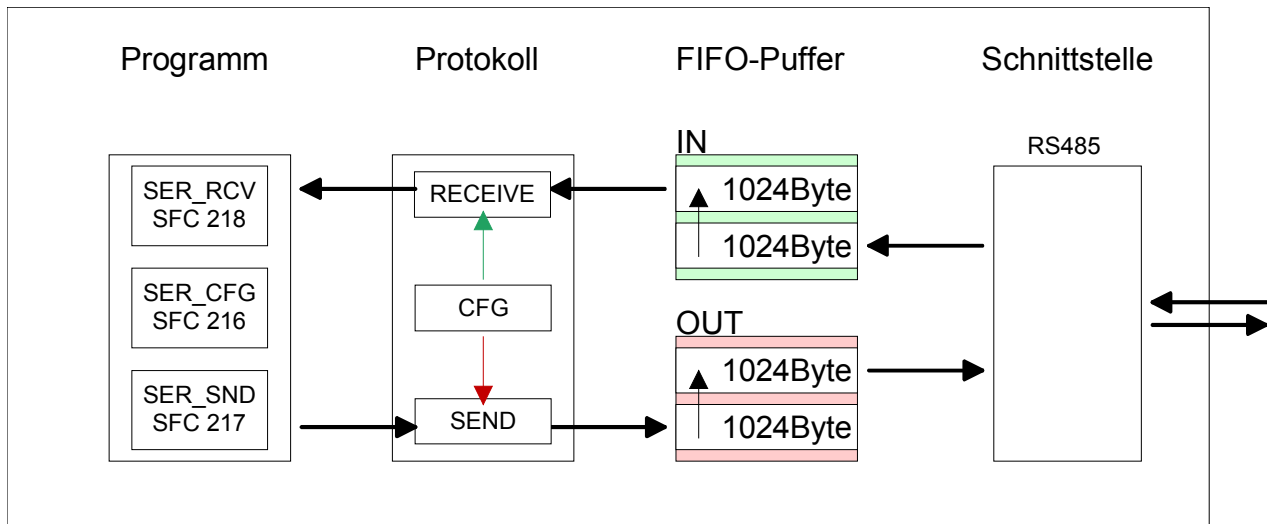 Programm
Protokoll
FIFO-Puffer
Schnittstelle
SER_RCV
SFC 218
SER_CFG
SFC 216
SER_SND
SFC 217
RECEIVE
CFG
SEND
IN
1024Byte
1024Byte
OUT
1024Byte
1024Byte
RS485